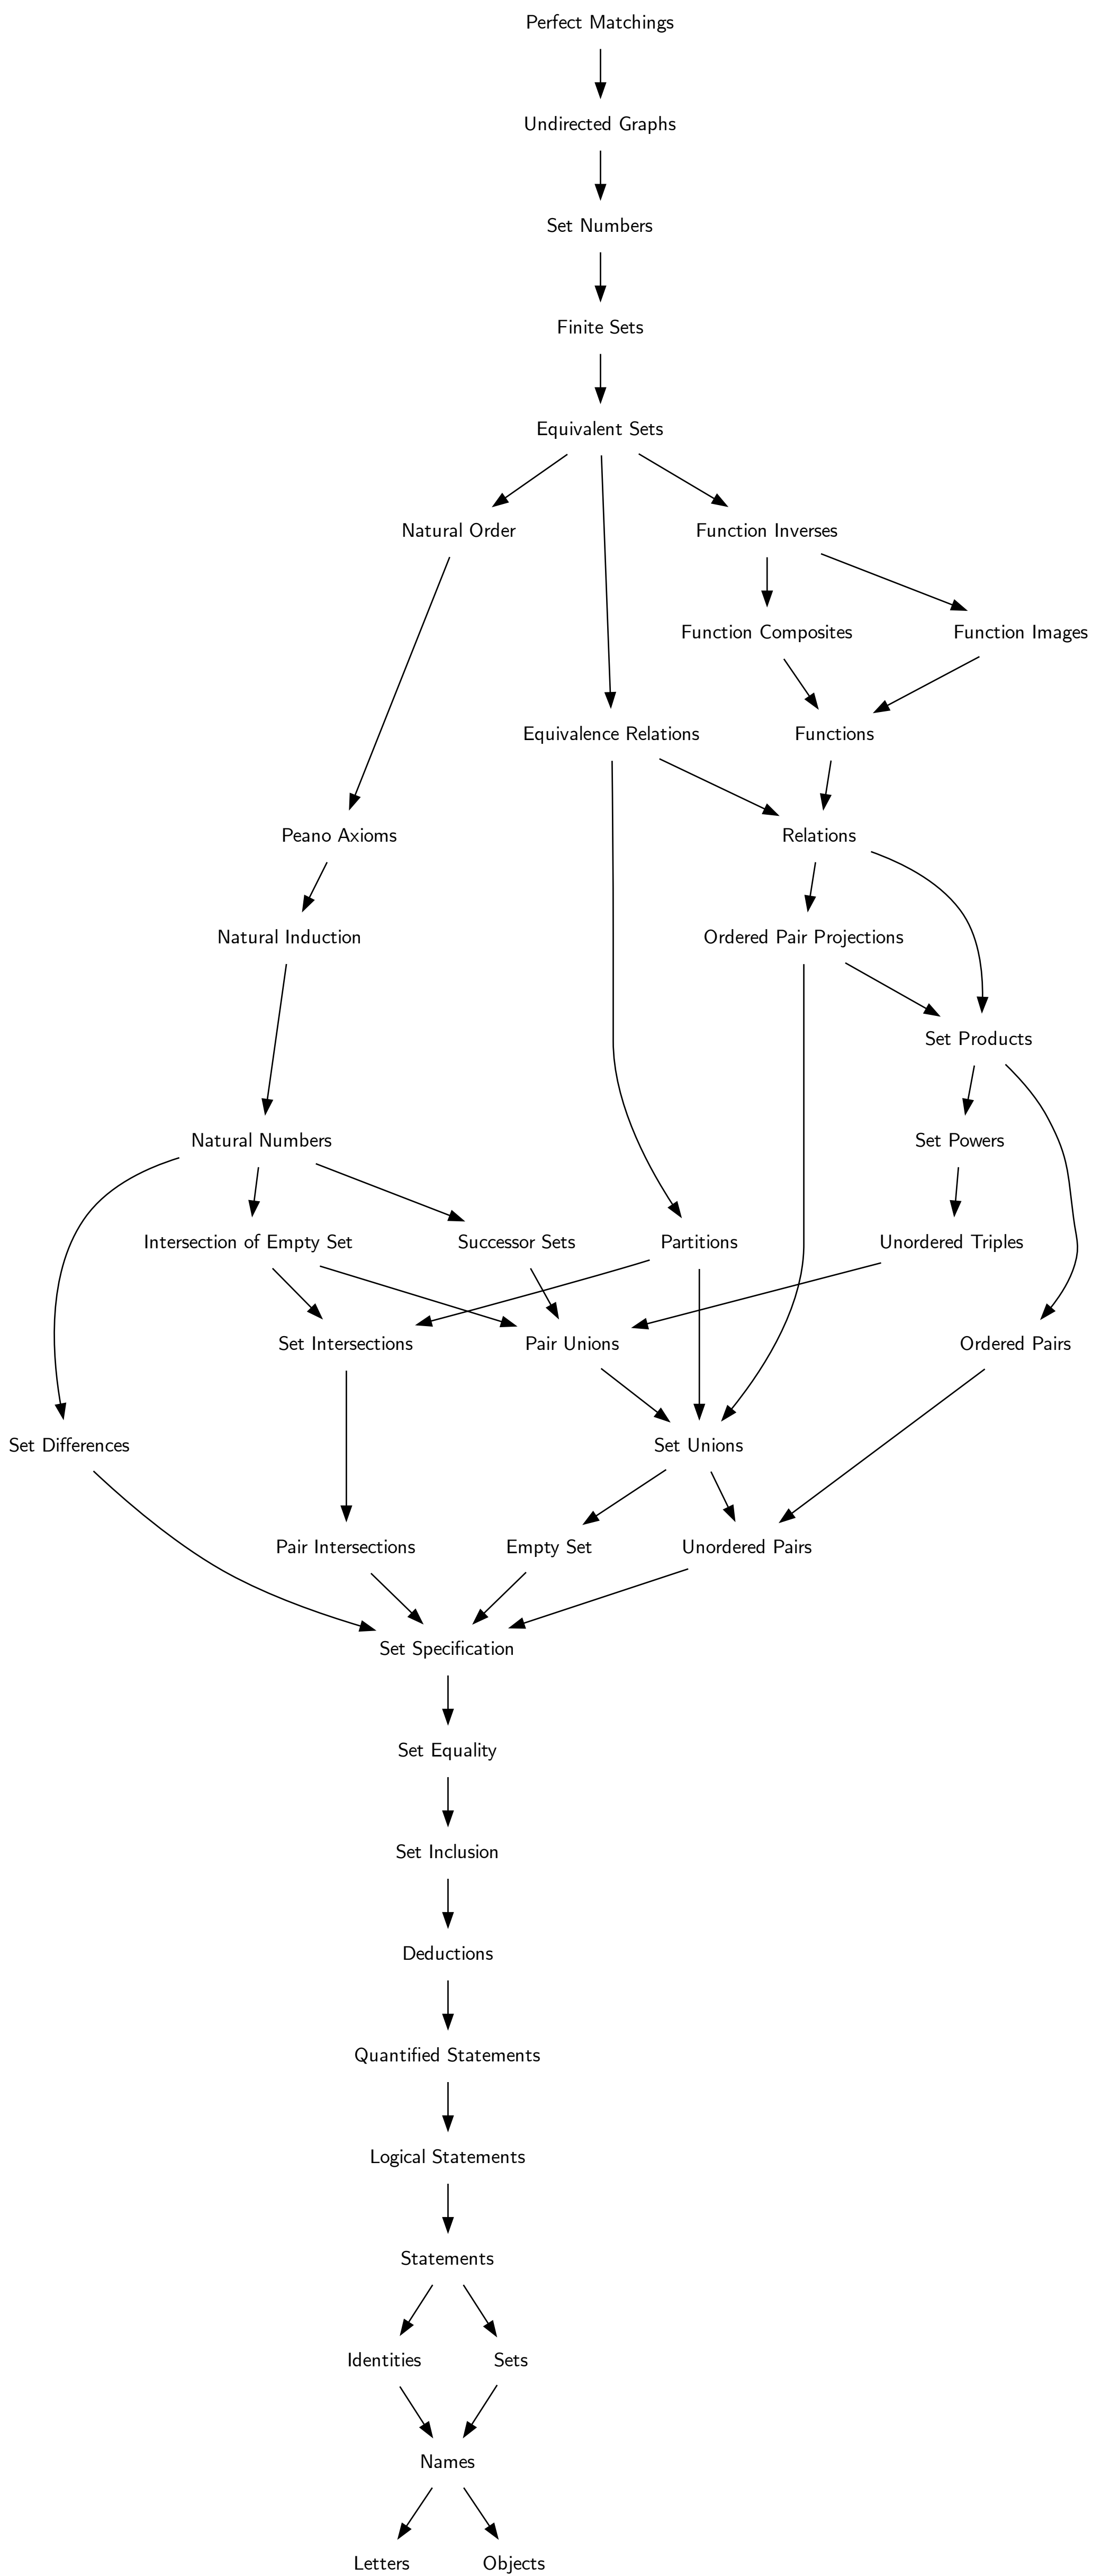 Perfect Matchings
Undirected Graphs
Set Numbers
Finite Sets
Equivalent Sets
Natural Order
Function Inverses
Function Composites
Function Images
Equivalence Relations
Functions
Peano Axioms
Relations
Natural Induction
Ordered Pair Projections
Set Products
Natural Numbers
Set Powers
Intersection of Empty Set
Successor Sets
Partitions
Unordered Triples
Set Intersections
Pair Unions
Ordered Pairs
Set Differences
Set Unions
Pair Intersections
Empty Set
Unordered Pairs
Set Specification
Set Equality
Set Inclusion
Deductions
Quantified Statements
Logical Statements
Statements
Identities
Sets
Names
Letters
Objects